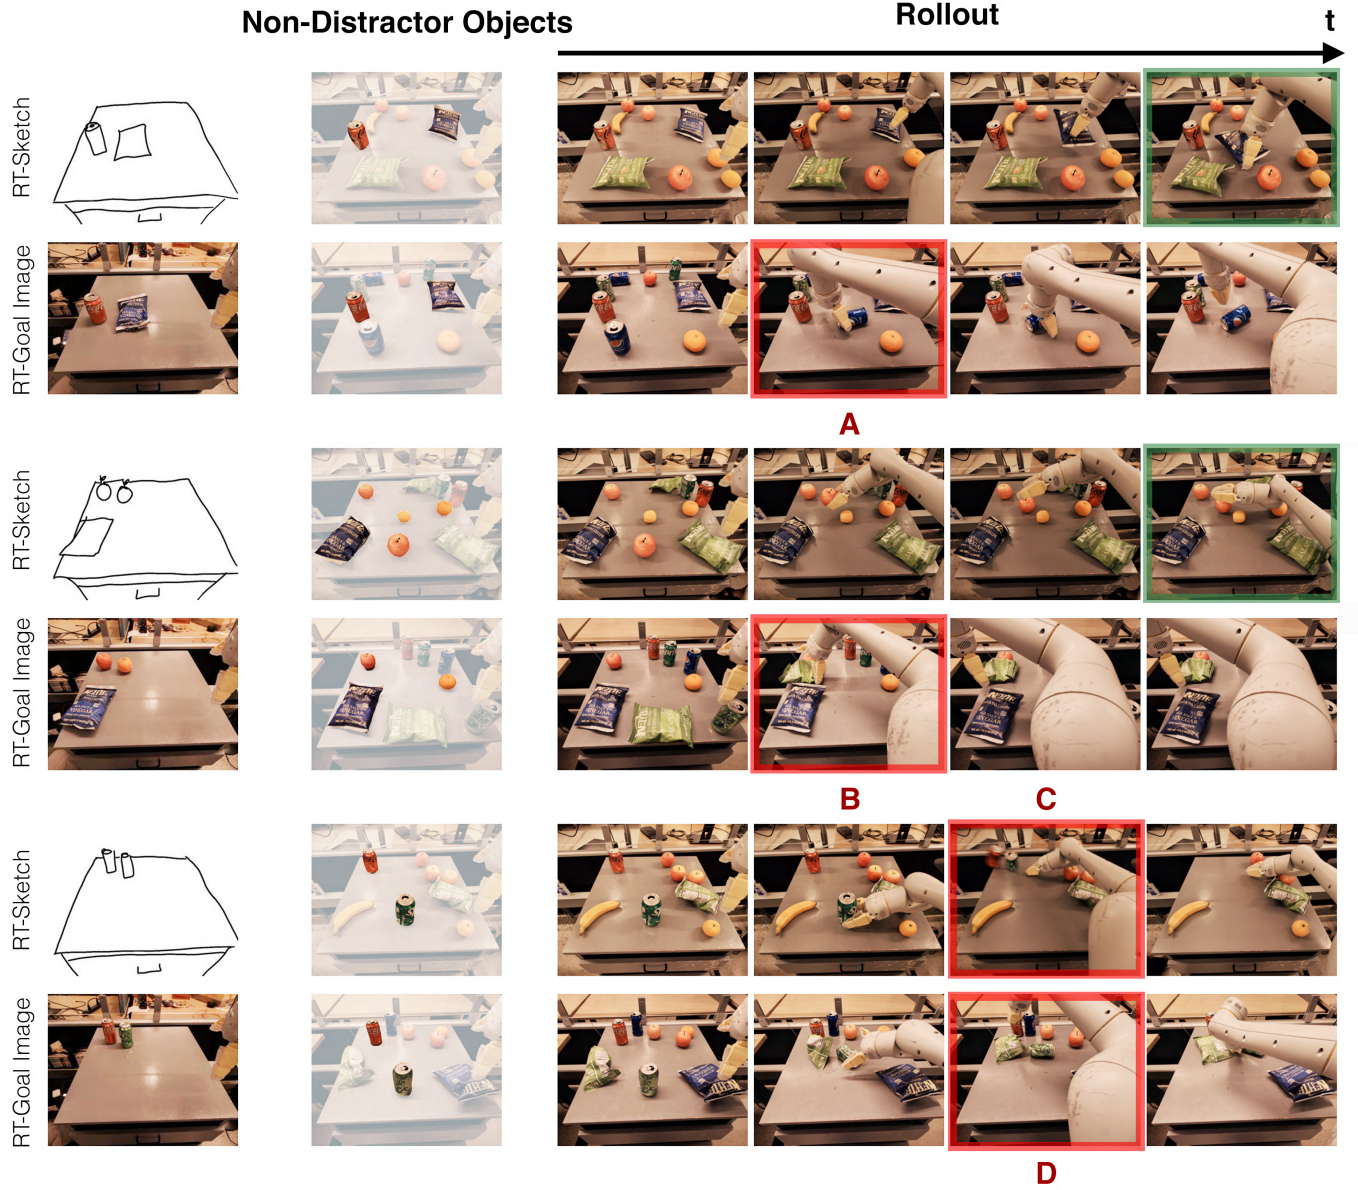 Non-Distractor Objects
Rollout
t
RT-Sketch
RT-Goal Image
A
RT-Sketch
RT-Goal Image
B
C
RT-Sketch
RT-Goal Image
D